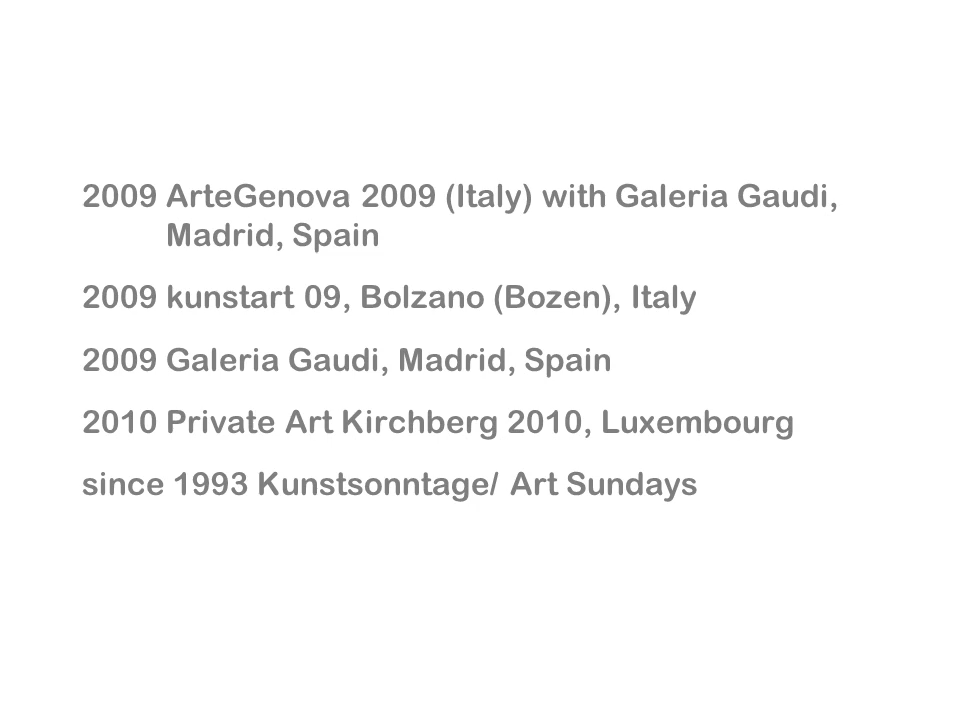 2009 ArteGenova 2009 (Italy) with Galeria Gaudi,
Madrid, Spain
2009 kunstart 09, Bolzano (Bozen), Italy
2009 Galeria Gaudi, Madrid, Spain
2010 Private Art Kirchberg 2010, Luxembourg
since 1993 Kunstsonntage/ Art Sundays